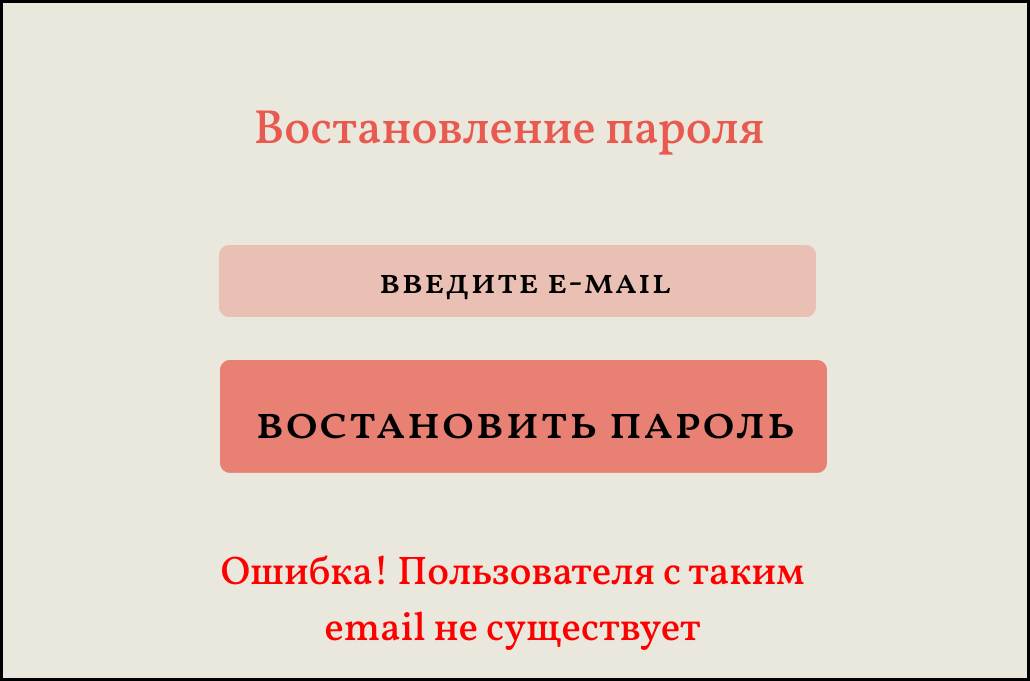 Востановление пароля
ВВЕДИТЕ E-MAIL
ВОСТАНОВИТЬ ПАРОЛЬ
Ошибка! Пользователя с таким
email не существует